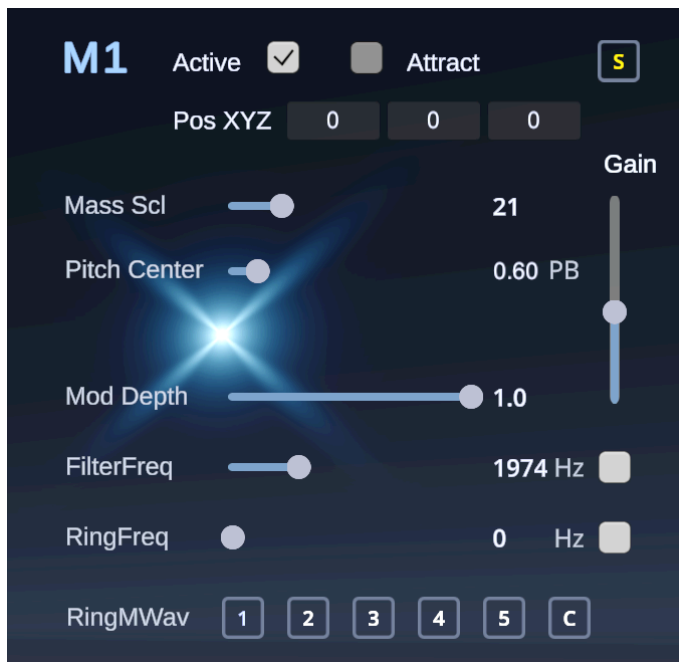 M1 Active Attract S
Pos XYZ 0 0 0
Gain
Mass Scl 21
Pitch Center 0.60 PB
Mod Depth 1.0
FilterFreq 1974 Hz
RingFreq 0 Hz
RingMWav 1 2 3 4 5 C